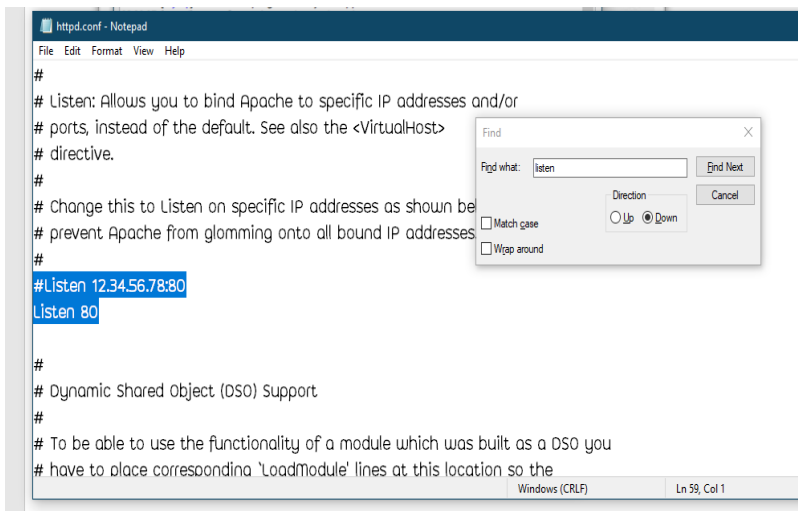 httpd.conf - Notepad
File Edit Format View Help
#
# Listen: Allows you to bind Apache to specific IP addresses and/or
# ports, instead of the default. See also the <VirtualHost>
# directive.
#
# Change this to Listen on specific IP addresses as shown bel
# prevent Apache from glomming onto all bound IP addresses
#
#Listen 12.34.56.78:80
Listen 80
#
# Dynamic Shared Object (DSO) Support
#
# To be able to use the functionality of a module which was built as a DSO you
# have to place corresponding `LoadModule' lines at this location so the
Find
Find what: listen
Find Next
Direction
Cancel
Match case
Up Down
Wrap around
Windows (CRLF) Ln 59, Col 1